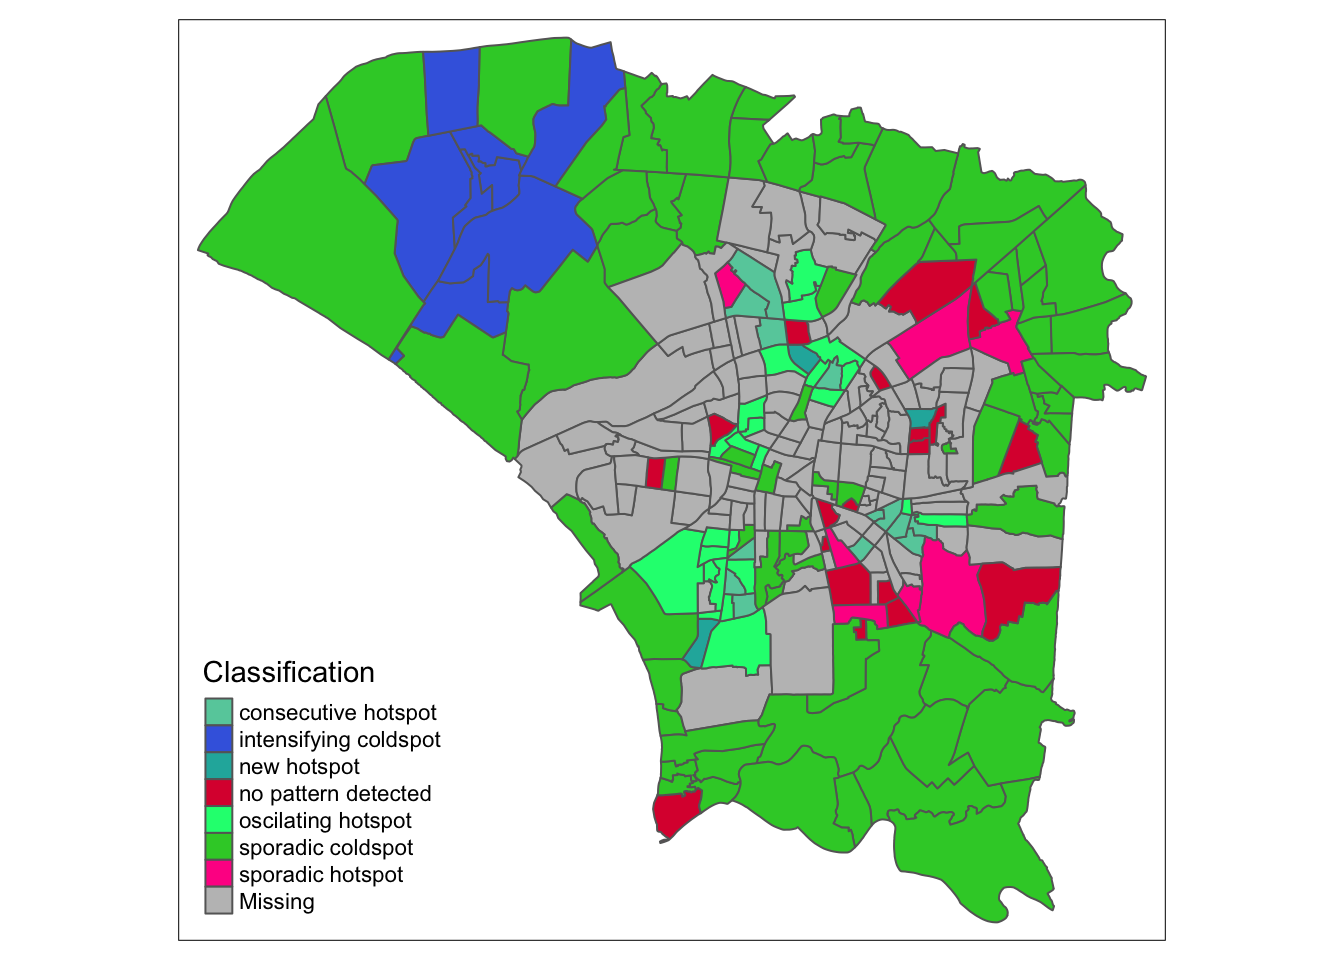 Classification
consecutive hotspot
intensifying coldspot
new hotspot
no pattern detected
oscilating hotspot
sporadic coldspot
sporadic hotspot
Missing